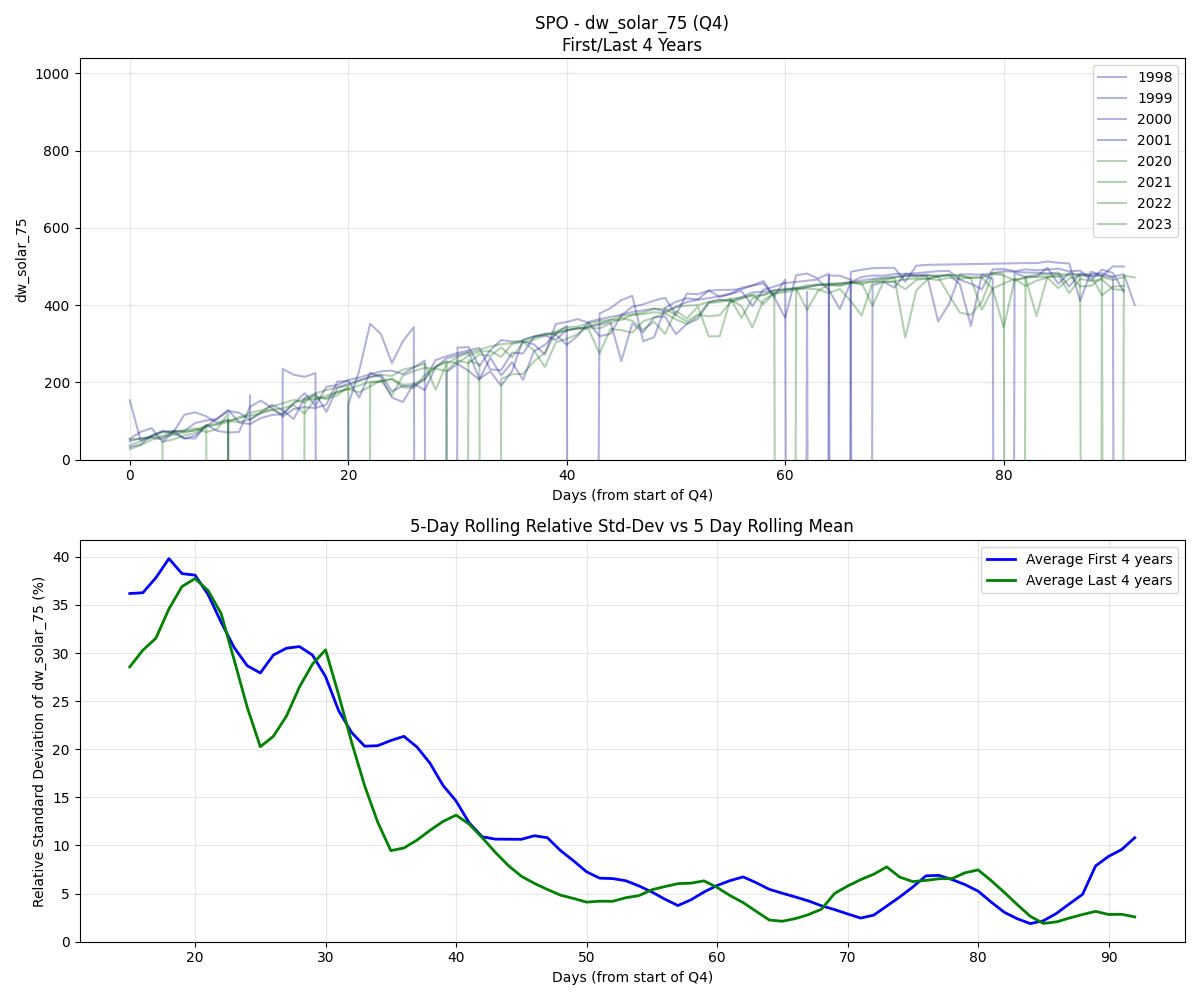 SPO - dw_solar_75 (Q4)
First/Last 4 Years
1000
800
600
400
200
0
dw_solar_75
0 20 40 60 80
Days (from start of Q4)
1998
1999
2000
2001
2020
2021
2022
2023
5-Day Rolling Relative Std-Dev vs 5 Day Rolling Mean
40
35
30
25
20
15
10
5
0
Relative Standard Deviation of dw_solar_75 (%)
20 30 40 50 60 70 80 90
Days (from start of Q4)
Average First 4 years
Average Last 4 years